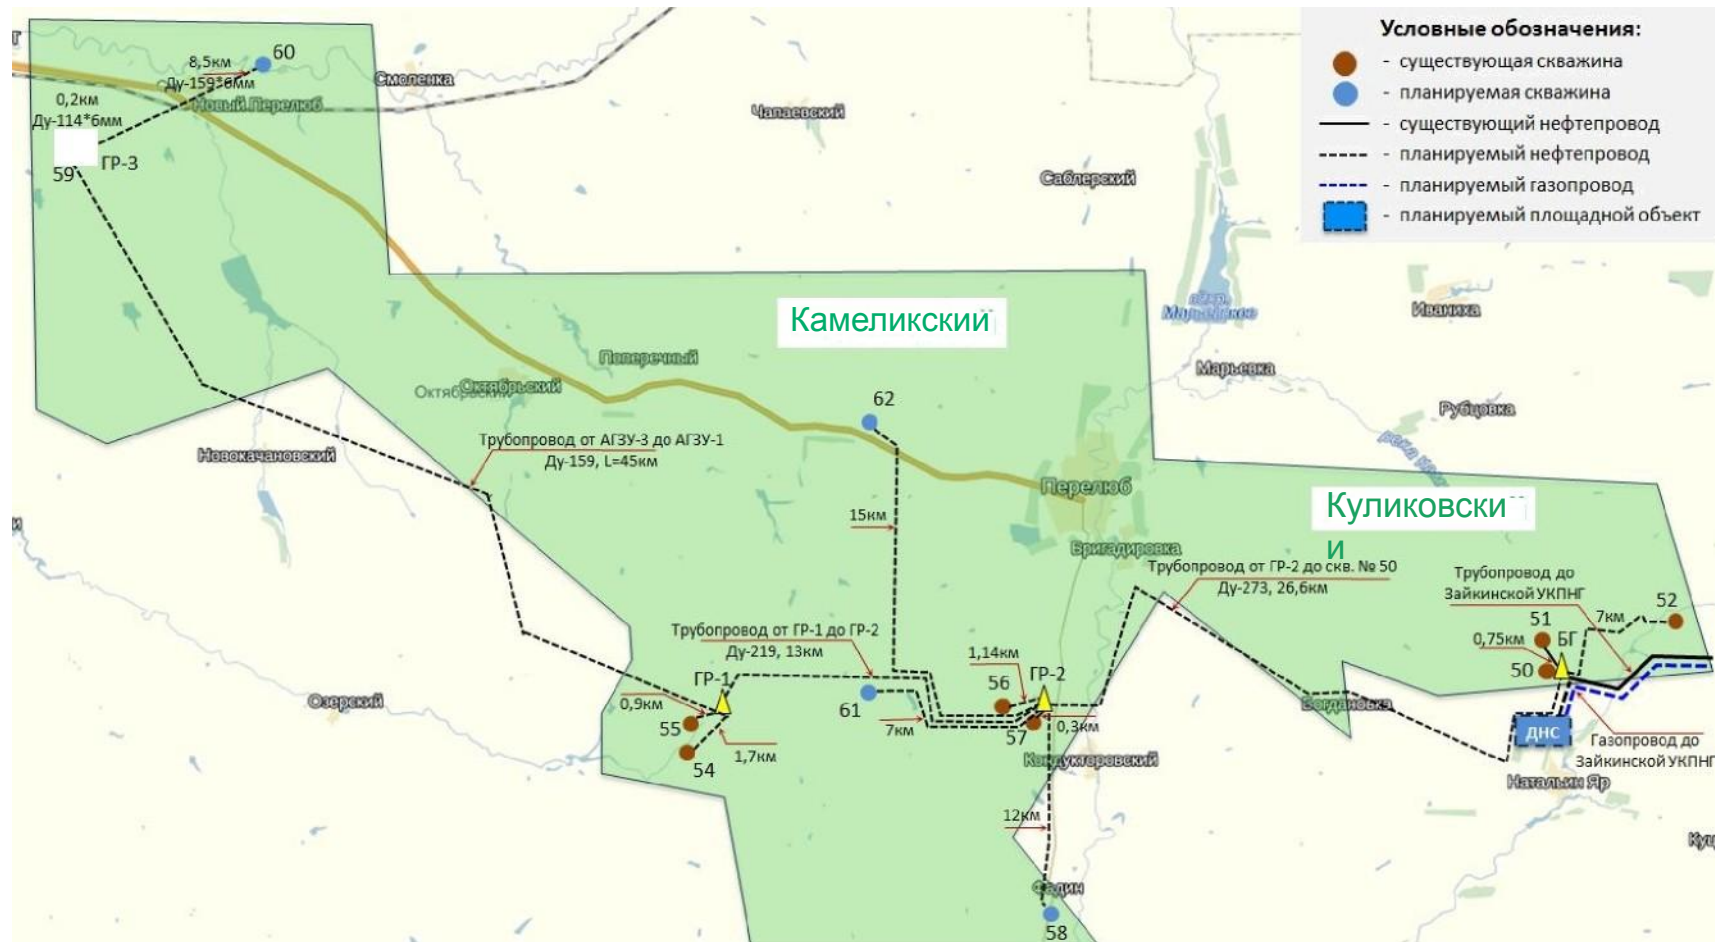 Условные обозначения:
- существующая скважина
- планируемая скважина
- существующий нефтепровод
- планируемый нефтепровод
- планируемый газопровод
- планируемый площадной объект
60
8,5км
Ду-159*6мм
Смоленка
Новый Перелюб
0,2км
Ду-114*6мм
59
ГР-3
Чапаевский
Саблерский
Иваниха
Камеликский
Поперечный
Октябрьский
Октябрьский
Марьевка
Рубцовка
62
Новокачановский
Трубопровод от АГЗУ-3 до АГЗУ-1
Ду-159, L=45км
Перелюб
15км
Куликовски
й
Бригадировка
Трубопровод от ГР-2 до скв. № 50
Ду-273, 26,6км
Трубопровод до
Зайкинской УКПНГ
52
51
7км
БГ
0,75км
50
Трубопровод от ГР-1 до ГР-2
Ду-219, 13км
1,14км
ГР-1
56
ГР-2
Озерский
0,9км
55
61
7км
57
0,3км
Богдановка
1,7км
54
Кондукторовский
ДНС
Газопровод до
Зайкинской УКПНГ
Натальин Яр
12км
Куц
Фадин
58